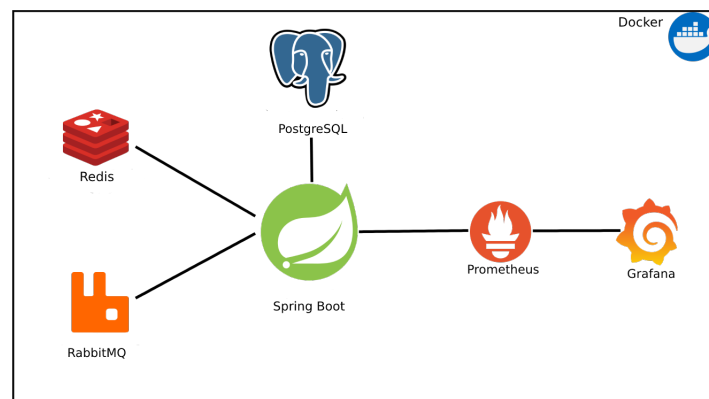 Docker
PostgreSQL
Redis
Spring Boot
Prometheus
Grafana
RabbitMQ